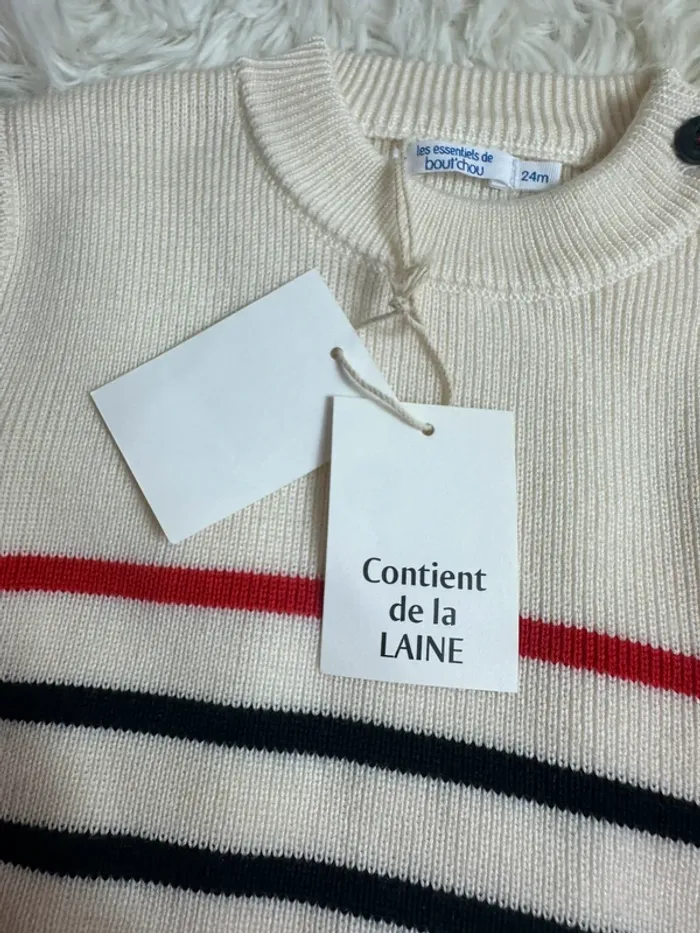 les essentiels de
bout'chou
24m
Contient
de la
LAINE